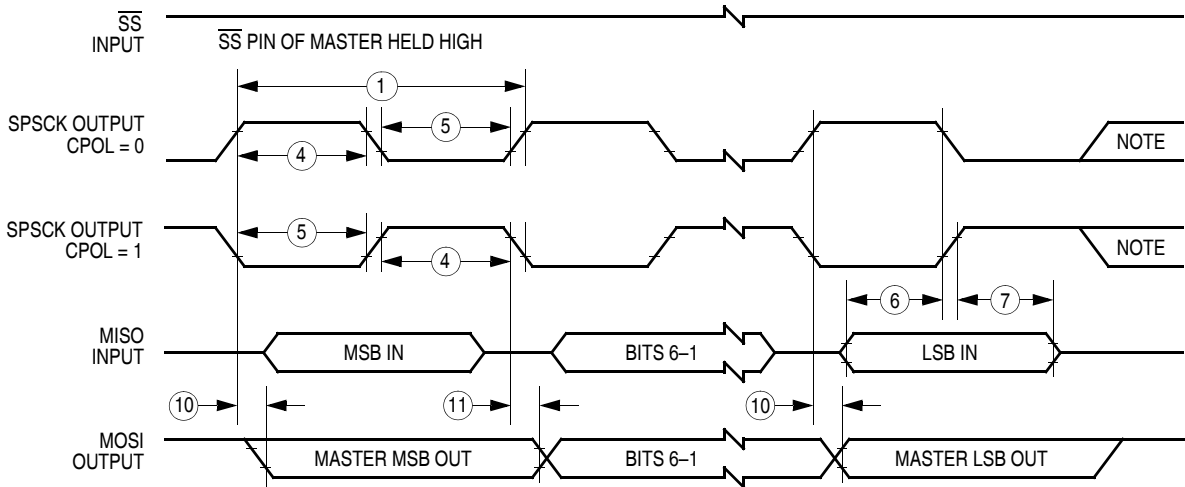 SS
INPUT
SS PIN OF MASTER HELD HIGH
1
SPSCK OUTPUT
CPOL = 0
5
4
NOTE
SPSCK OUTPUT
CPOL = 1
5
4
NOTE
6
7
MISO
INPUT
MSB IN
BITS 6–1
LSB IN
10
11
10
MOSI
OUTPUT
MASTER MSB OUT
BITS 6–1
MASTER LSB OUT